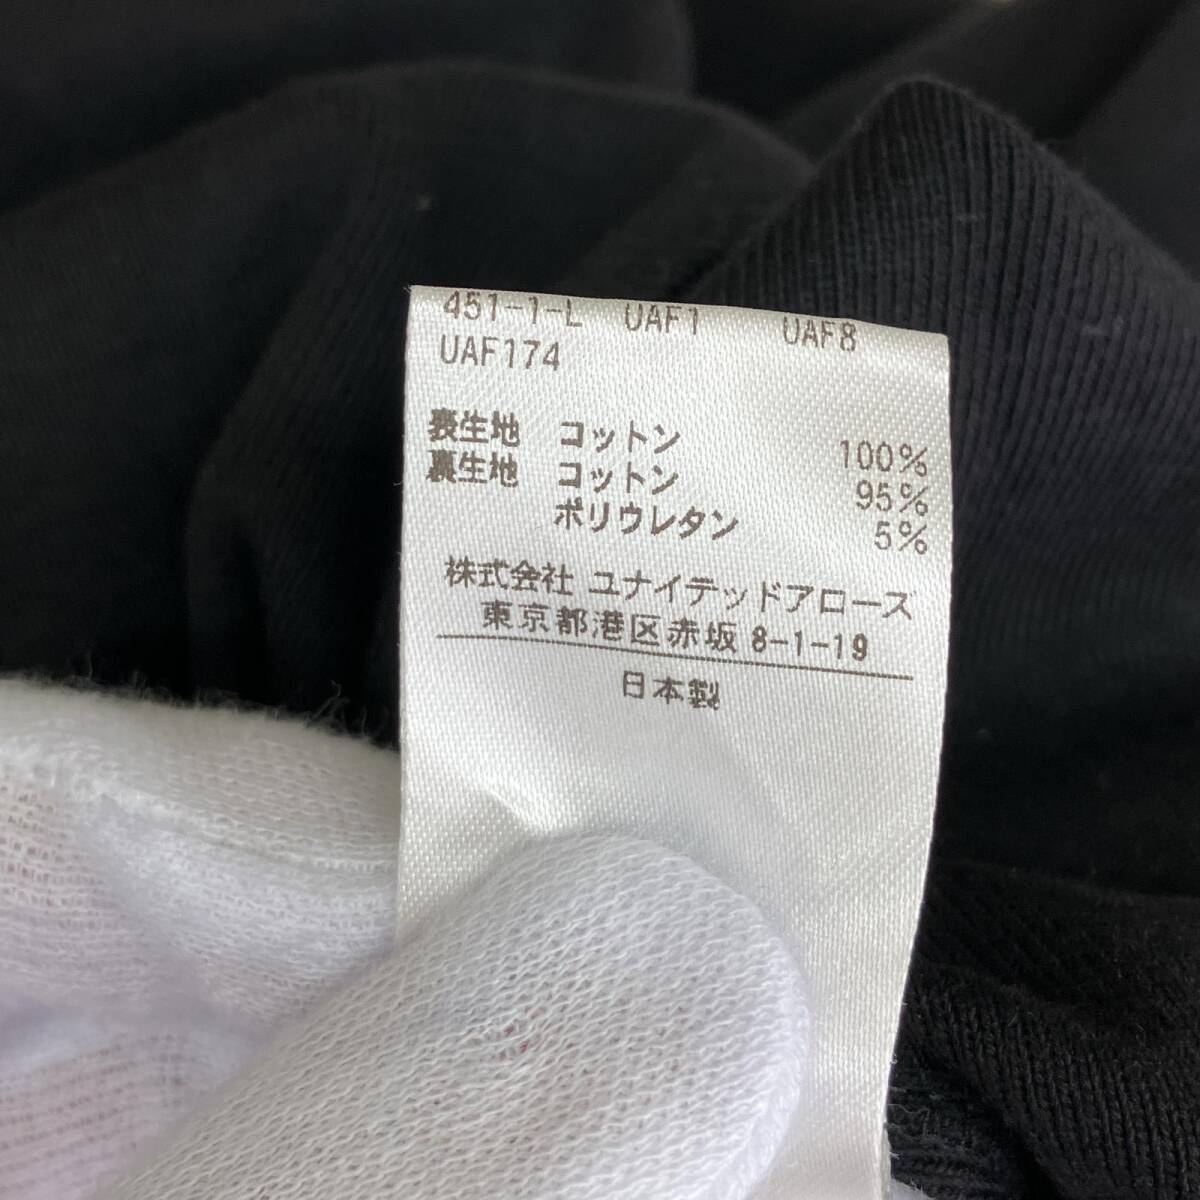 451-1-L UAF1 UAF8
UAF174
表生地 コットン 100%
裏生地 コットン 95%
ポリウレタン 5%
株式会社 ユナイテッドアローズ
東京都港区赤坂 8-1-19
日本製